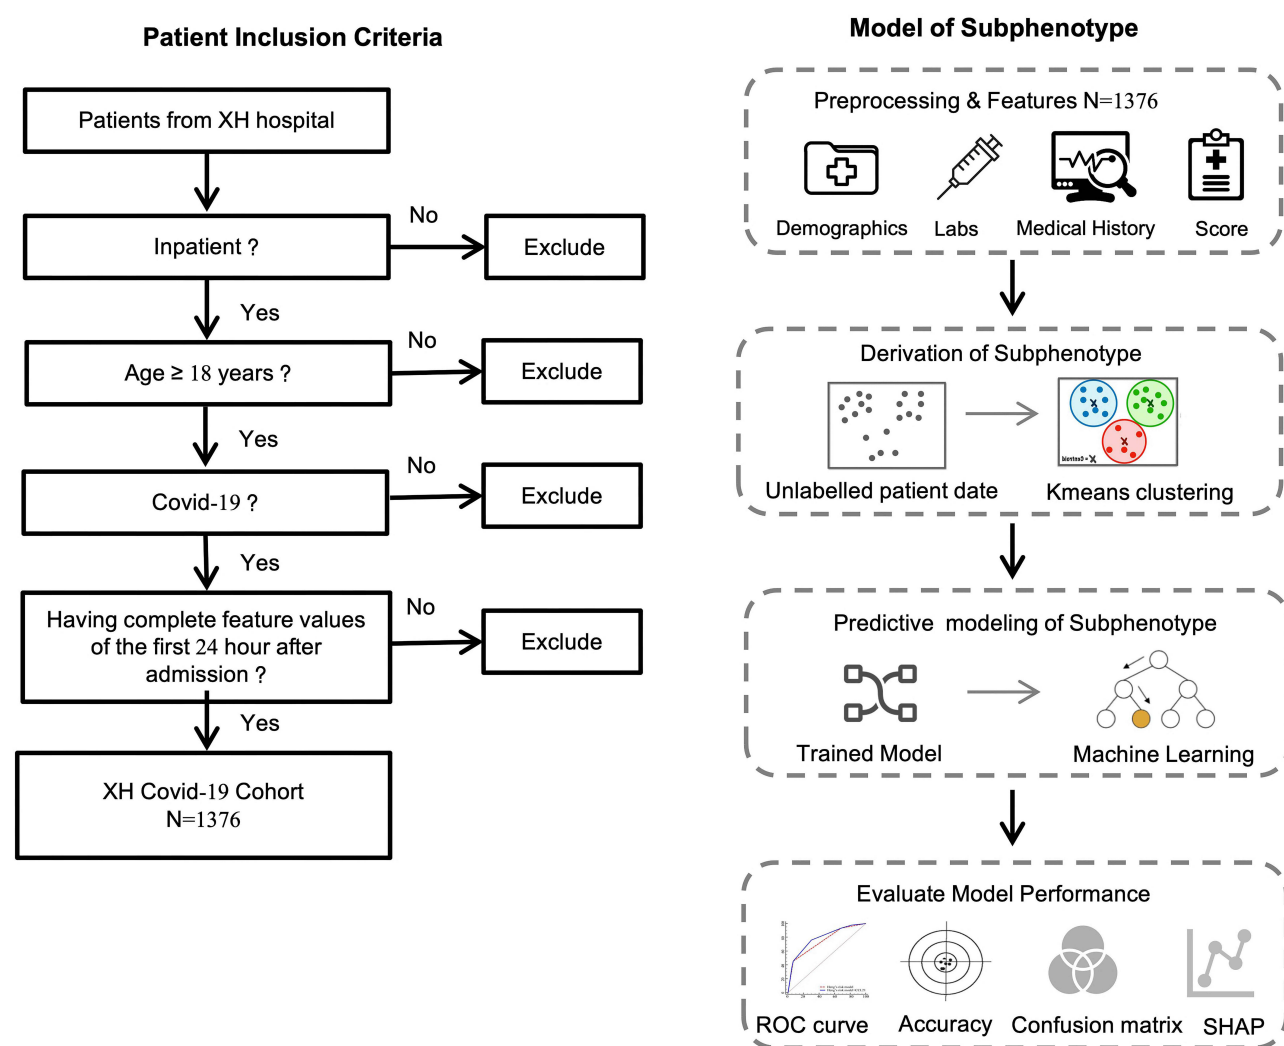 Patient Inclusion Criteria
Patients from XH hospital
Inpatient ?
No
Exclude
Yes
Age ≥ 18 years ?
No
Exclude
Yes
Covid-19 ?
No
Exclude
Yes
Having complete feature values
of the first 24 hour after
admission ?
No
Exclude
Yes
XH Covid-19 Cohort
N=1376
Model of Subphenotype
Preprocessing & Features N=1376
Demographics
Labs
Medical History
Score
Derivation of Subphenotype
Unlabelled patient date
Kmeans clustering
Predictive modeling of Subphenotype
Trained Model
Machine Learning
Evaluate Model Performance
ROC curve
Accuracy
Confusion matrix
SHAP